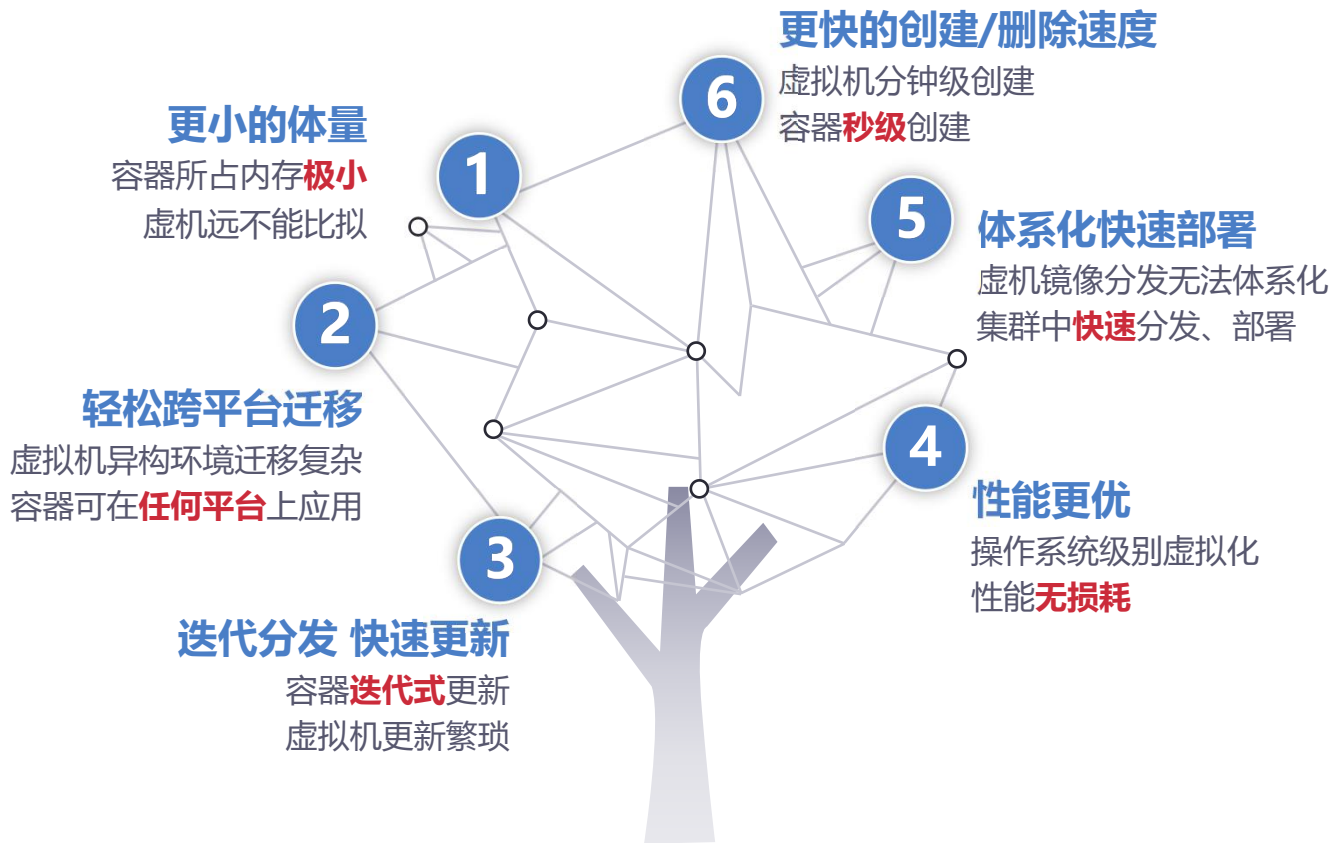 1
更小的体量
容器所占内存极小
虚机远不能比拟
2
轻松跨平台迁移
虚拟机异构环境迁移复杂
容器可在任何平台上应用
3
迭代分发 快速更新
容器迭代式更新
虚拟机更新繁琐
4
性能更优
操作系统级别虚拟化
性能无损耗
5
体系化快速部署
虚机镜像分发无法体系化
集群中快速分发、部署
6
更快的创建/删除速度
虚拟机分钟级创建
容器秒级创建